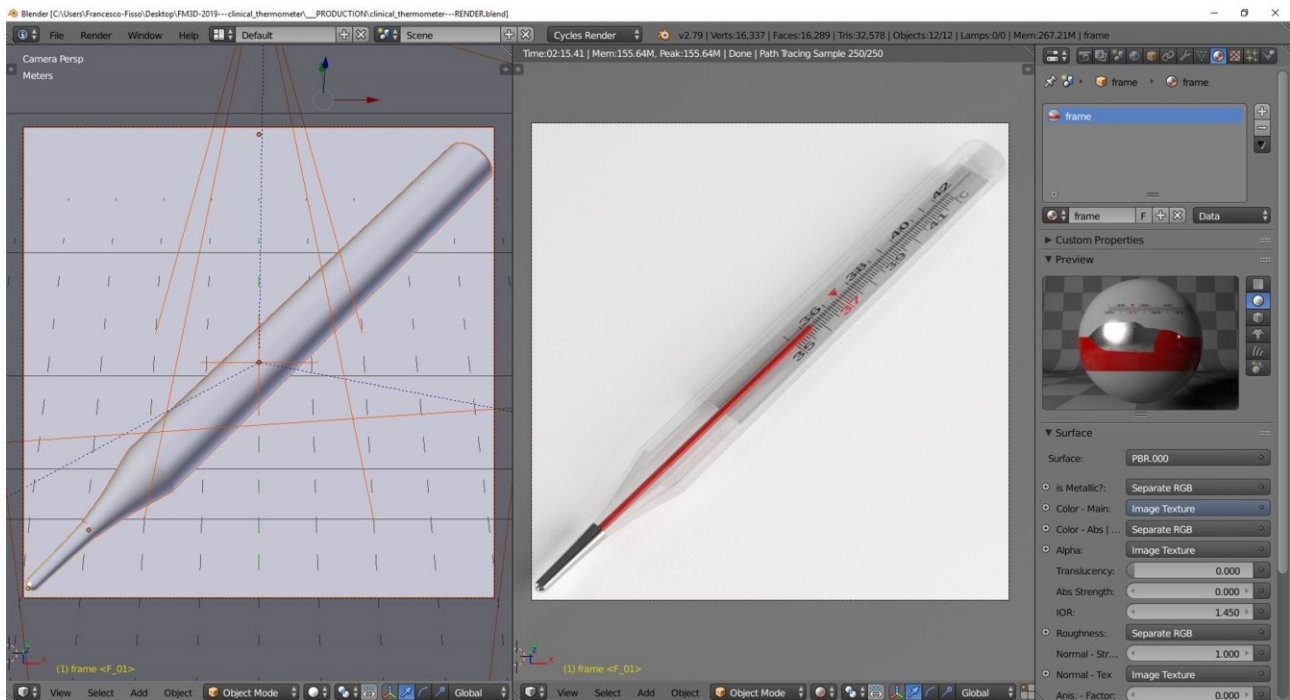 Blender [C:\Users\Francesco-Fisso\Desktop\FM3D-2019---clinical_thermometer\__PRODUCTION\clinical_thermometer---RENDER.blend]
File Render Window Help Default Scene Cycles Render v2.79 | Verts:16,337 | Faces:16,289 | Tris:32,578 | Objects:12/12 | Lamps:0/0 | Mem:267.21M | frame
Camera Persp
Meters
Time:02:15.41 | Mem:155.64M, Peak:155.64M | Done | Path Tracing Sample 250/250
42
C
41
40
39
38
37
36
35
(1) frame <F_01>
(1) frame <F_01>
View Select Add Object Object Mode Global
View Select Add Object Object Mode Global
frame frame
frame
frame F Data
Custom Properties
Preview
Surface
Surface: PBR.000
is Metallic?: Separate RGB
Color - Main: Image Texture
Color - Abs | ... Separate RGB
Alpha: Image Texture
Translucency: 0.000
Abs Strength: 0.000
IOR: 1.450
Roughness: Separate RGB
Normal - Str... 1.000
Normal - Tex Image Texture
Anis. - Factor: 0.000